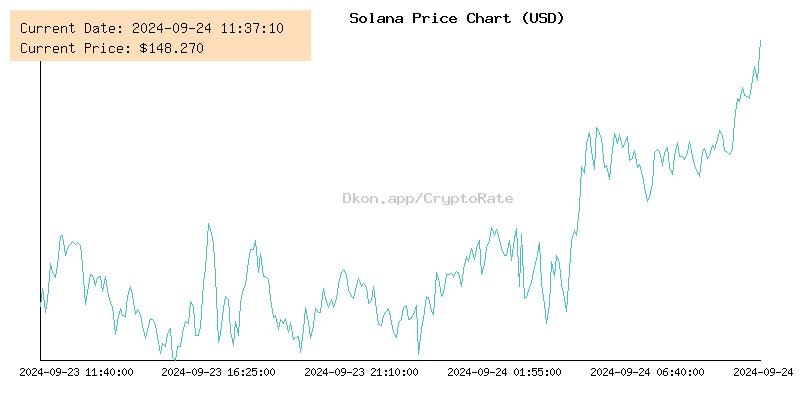 Solana Price Chart (USD)
Current Date: 2024-09-24 11:37:10
Current Price: $148.270
Dkon.app/CryptoRate
2024-09-23 11:40:00 2024-09-23 16:25:00 2024-09-23 21:10:00 2024-09-24 01:55:00 2024-09-24 06:40:00 2024-09-24